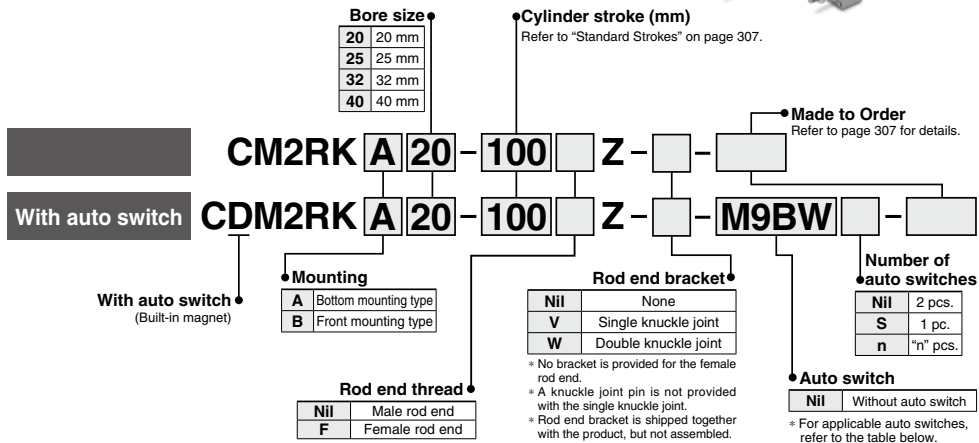 Bore size
20 20 mm
25 25 mm
32 32 mm
40 40 mm
Cylinder stroke (mm)
Refer to “Standard Strokes” on page 307.
Made to Order
Refer to page 307 for details.
CM2RK A 20 – 100 Z – –
With auto switch CDM2RK A 20 – 100 Z – – M9BW –
With auto switch
(Built-in magnet)
Mounting
A Bottom mounting type
B Front mounting type
Rod end thread
Nil Male rod end
F Female rod end
Rod end bracket
Nil None
V Single knuckle joint
W Double knuckle joint
* No bracket is provided for the female
rod end.
* A knuckle joint pin is not provided
with the single knuckle joint.
* Rod end bracket is shipped together
with the product, but not assembled.
Number of
auto switches
Nil 2 pcs.
S 1 pc.
n “n” pcs.
Auto switch
Nil Without auto switch
* For applicable auto switches,
refer to the table below.